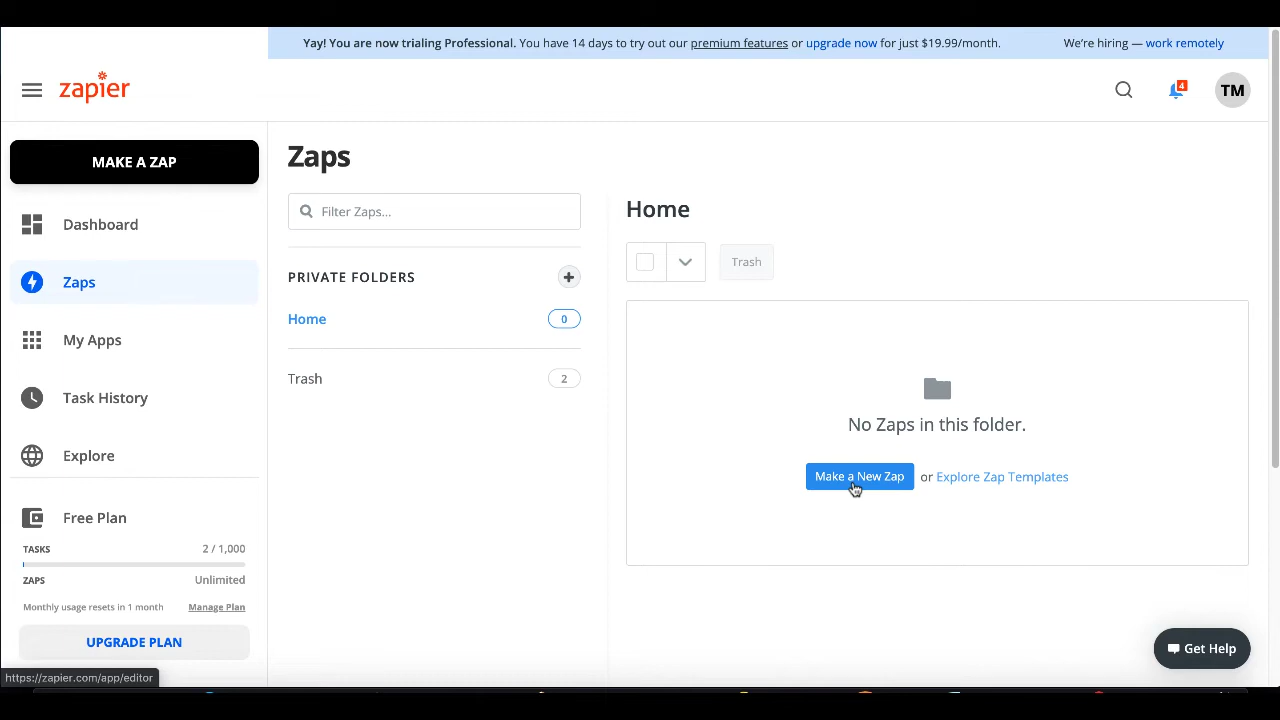 Yay! You are now trialing Professional. You have 14 days to try out our premium features or upgrade now for just $19.99/month.
We're hiring — work remotely
zapier
4
TM
MAKE A ZAP
Dashboard
Zaps
My Apps
Task History
Explore
Free Plan
TASKS 2 / 1,000
ZAPS Unlimited
Monthly usage resets in 1 month Manage Plan
UPGRADE PLAN
https://zapier.com/app/editor
Zaps
Filter Zaps...
PRIVATE FOLDERS
Home 0
Trash 2
Home
Trash
No Zaps in this folder.
Make a New Zap or Explore Zap Templates
Get Help